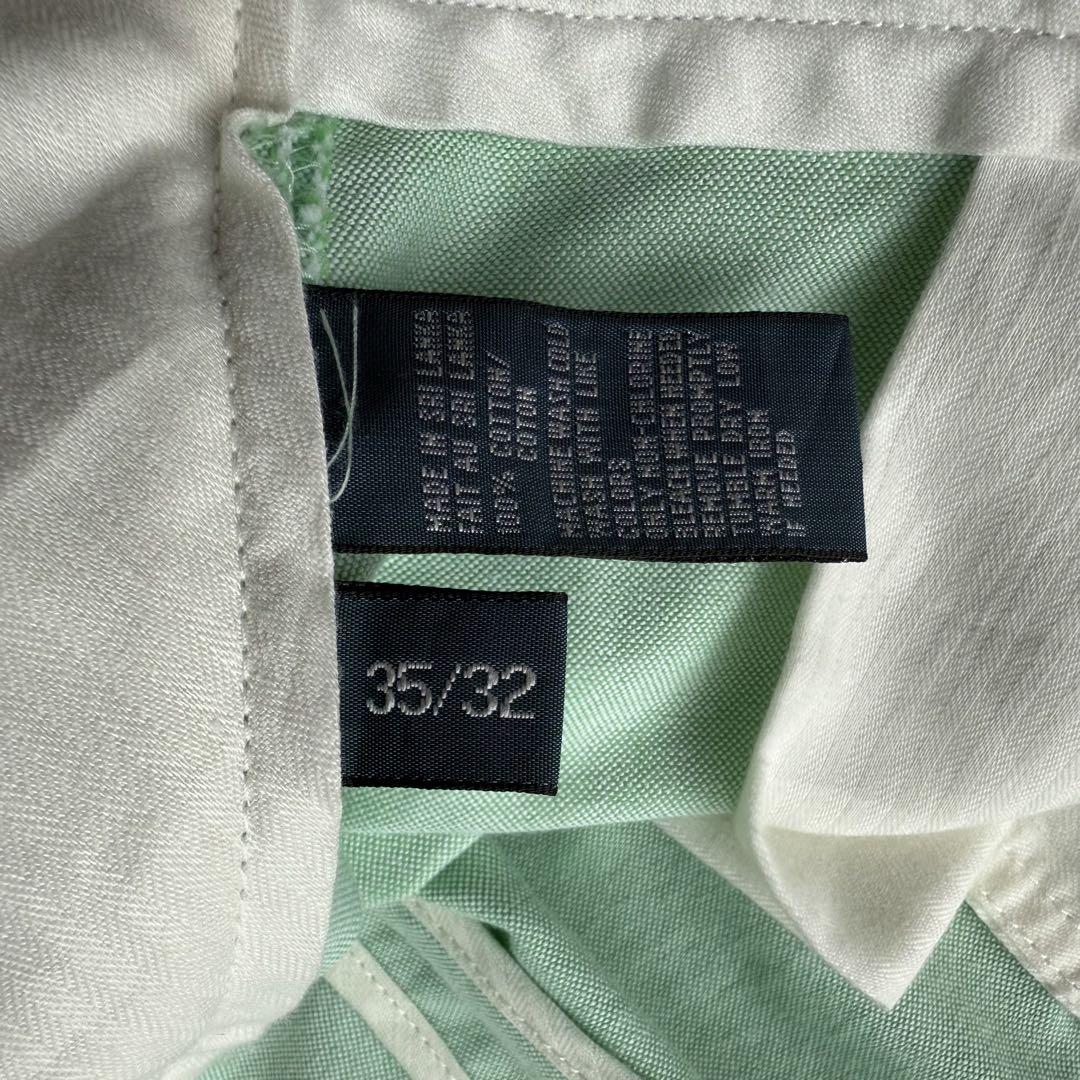 MADE IN SRI LANKA
FAIT AU SRI LANKA
100% COTTON/
COTON
MACHINE WASH COLD
WASH WITH LIKE
COLORS
ONLY NON-CHLORINE
BLEACH WHEN NEEDED
REMOVE PROMPTLY
TUMBLE DRY LOW
WARM IRON
IF NEEDED
35/32